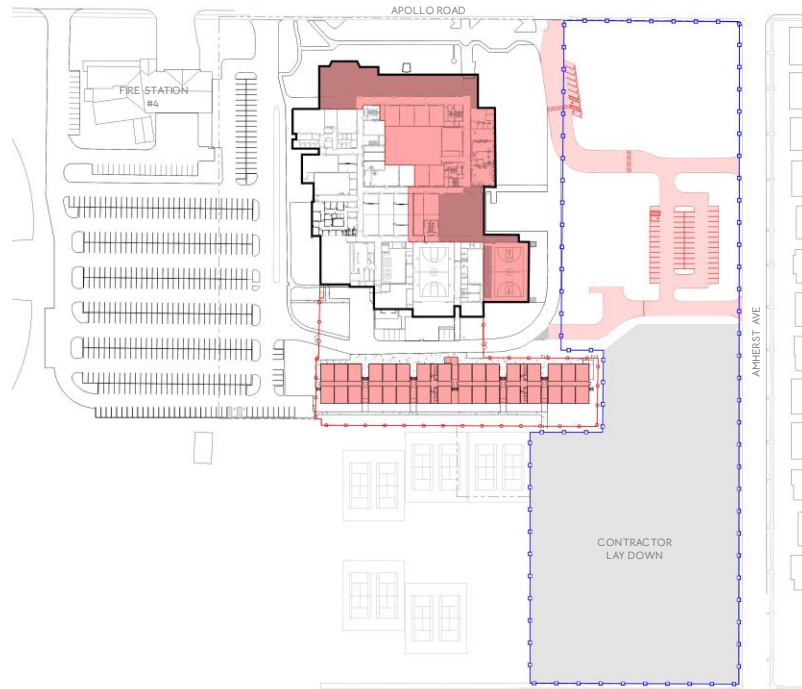 APOLLO ROAD
FIRE STATION
#4
AMHERST AVE
CONTRACTOR
LAY DOWN